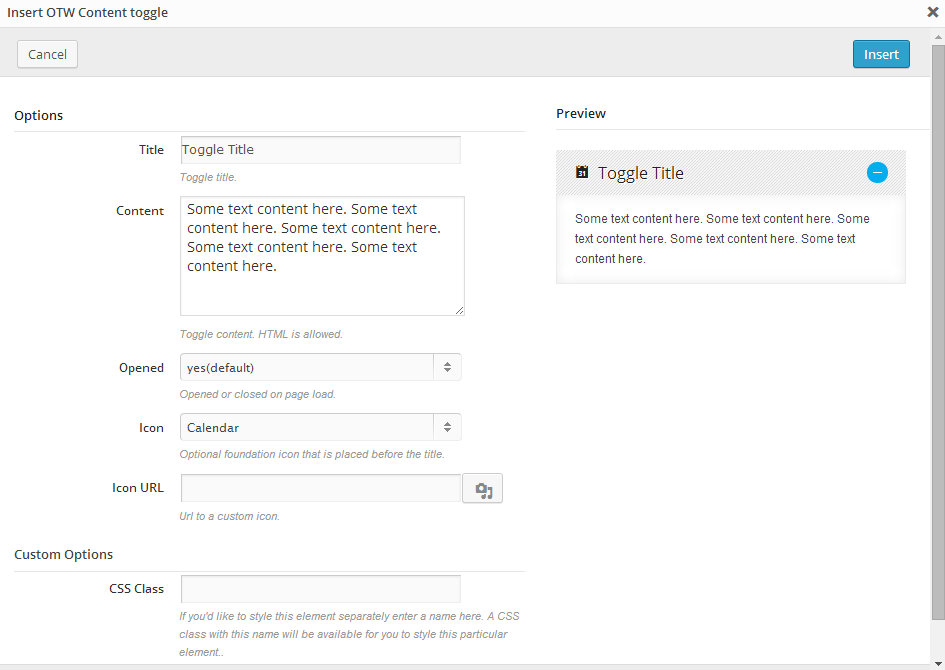 Insert OTW Content toggle
Cancel
Insert
Options
Title
Toggle Title
Toggle title.
Content
Some text content here. Some text
content here. Some text content here.
Some text content here. Some text
content here.
Toggle content. HTML is allowed.
Opened
yes(default)
Opened or closed on page load.
Icon
Calendar
Optional foundation icon that is placed before the title.
Icon URL
Url to a custom icon.
Custom Options
CSS Class
If you'd like to style this element separately enter a name here. A CSS
class with this name will be available for you to style this particular
element..
Preview
31
Toggle Title
Some text content here. Some text content here. Some
text content here. Some text content here. Some text
content here.